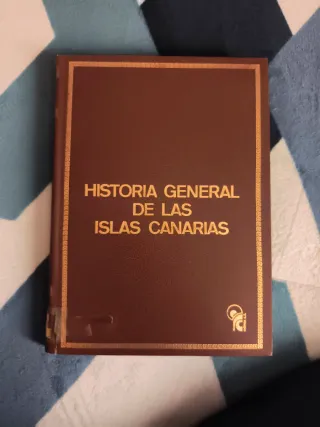 HISTORIA GENERAL
DE LAS
ISLAS CANARIAS